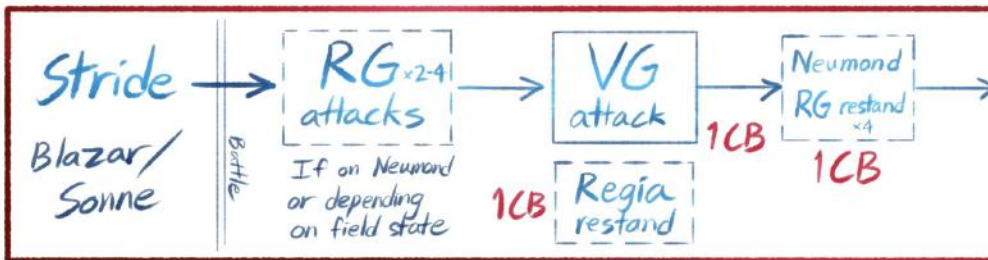 Stride
Blazar/
Sonne
Battle
RG ×2-4
attacks
If on Neumond
or depending
on field state
VG
attack
1CB
Regia
restand
1CB
Neumond
RG restand
×4
1CB